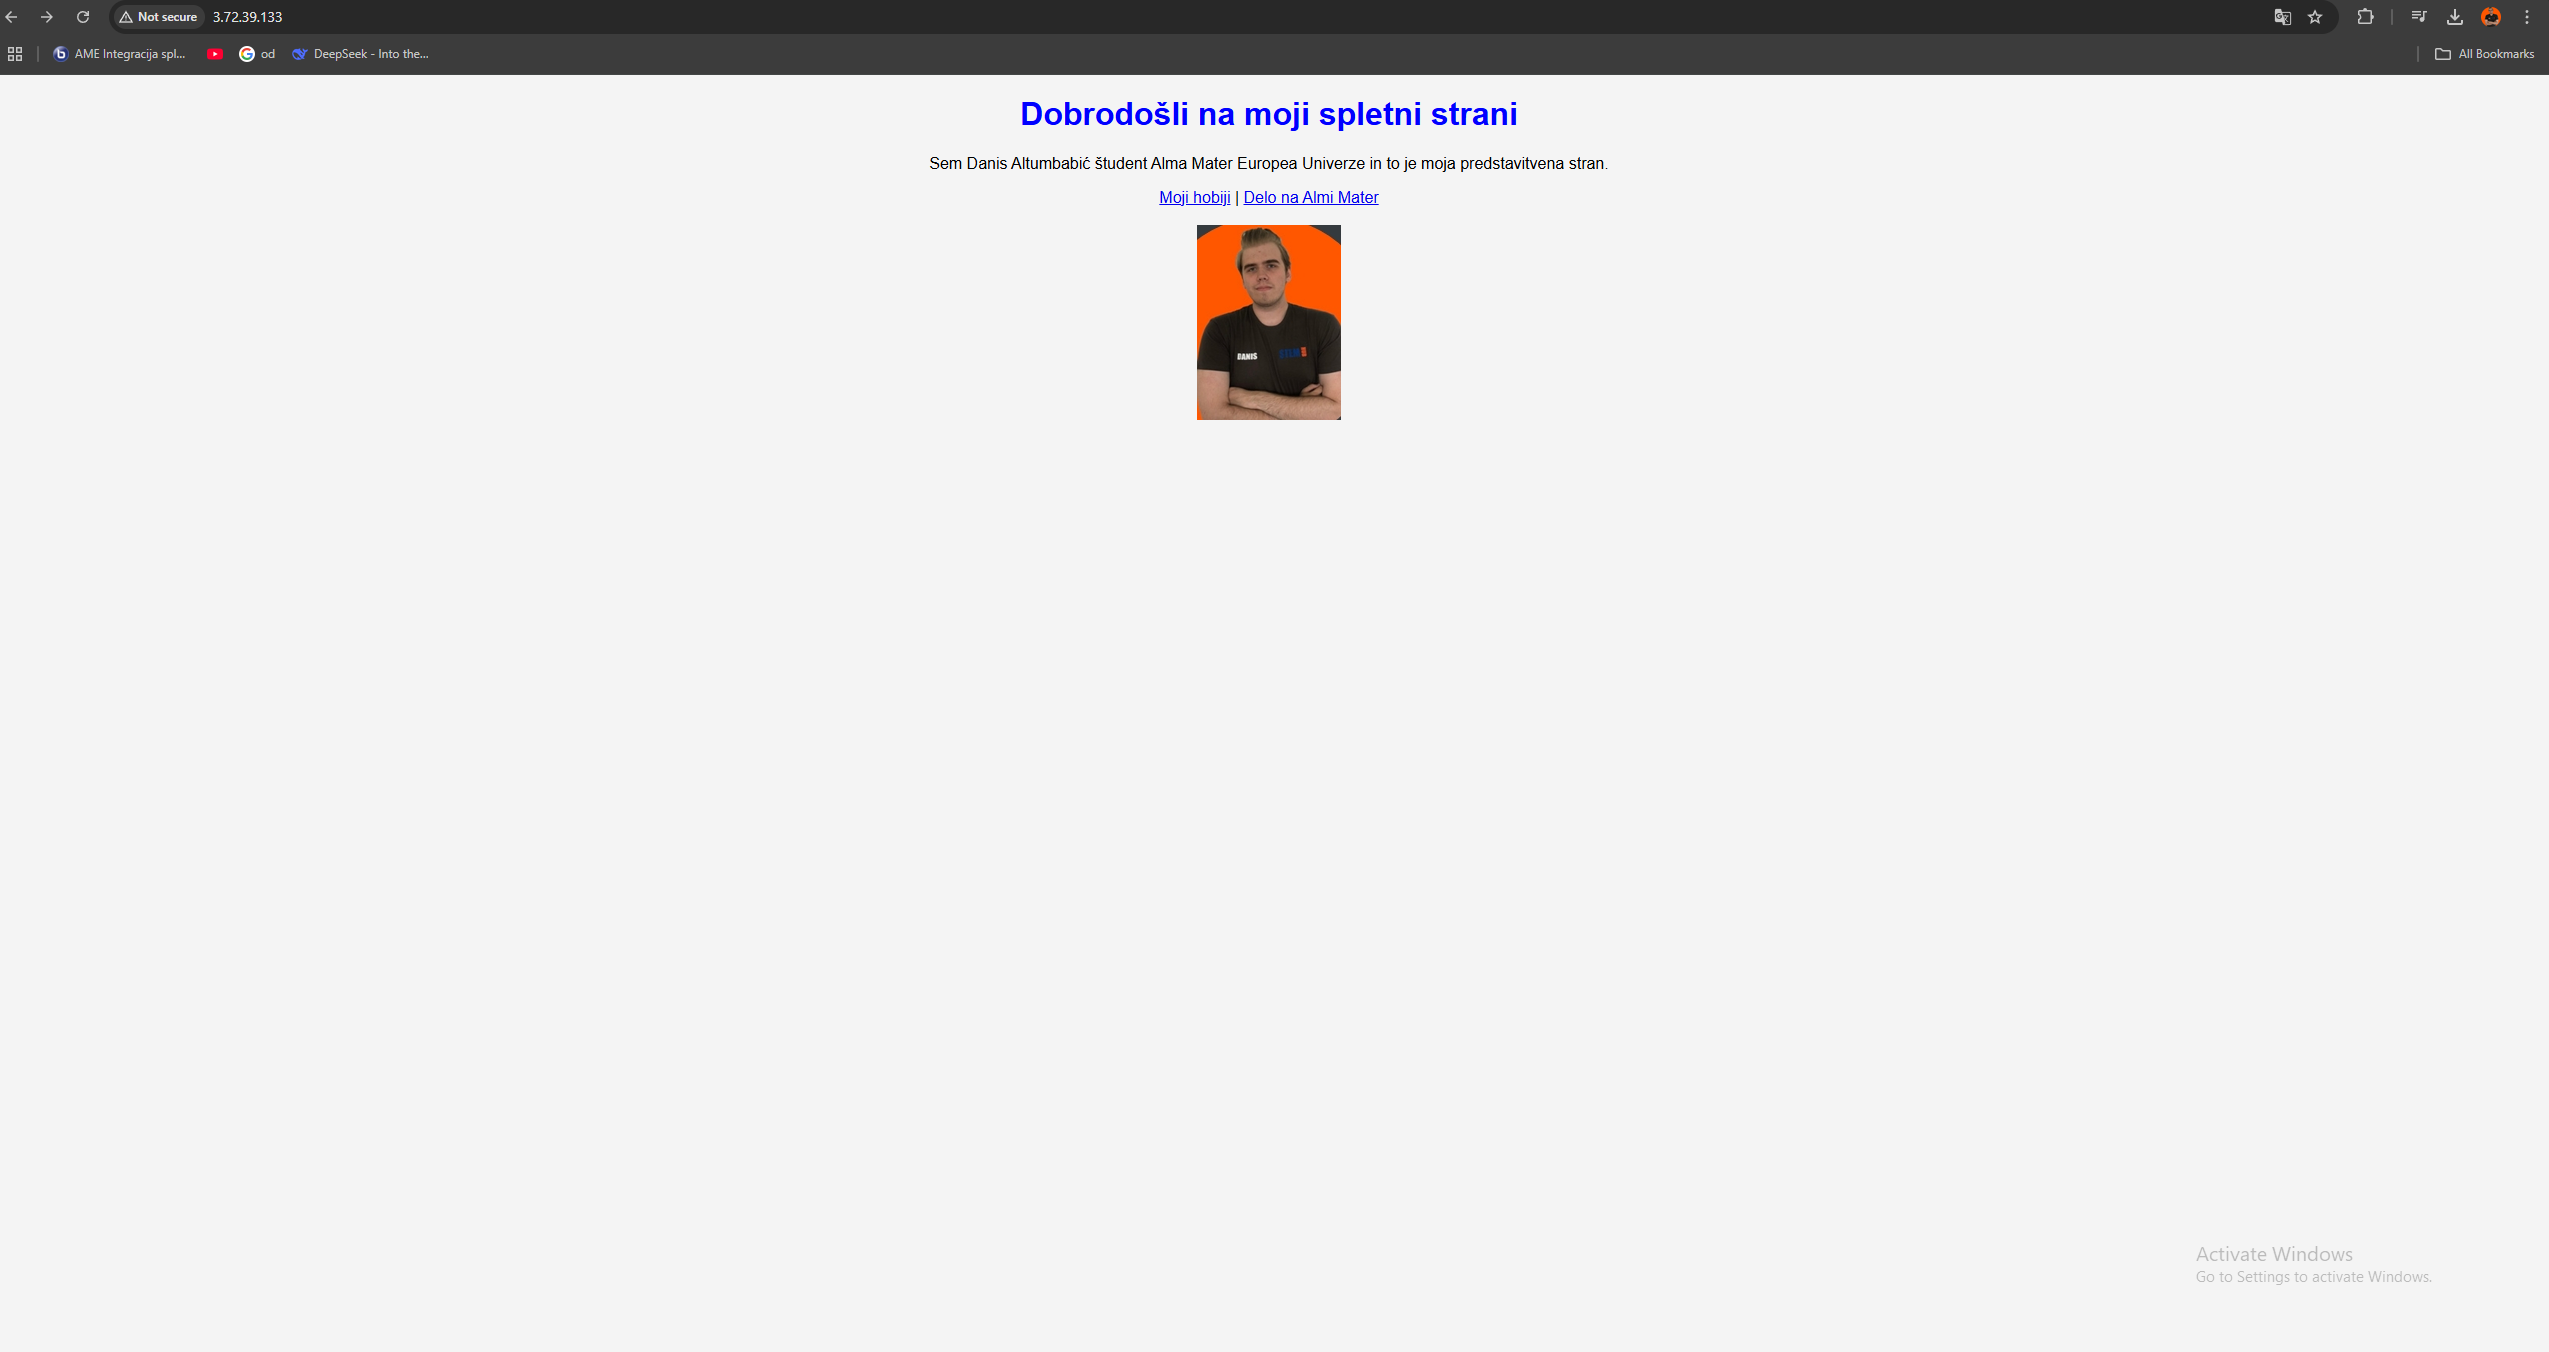 Not secure
3.72.39.133
AME Integracija spl...
od
DeepSeek - Into the...
All Bookmarks
Dobrodošli na moji spletni strani
Sem Danis Altumbabić študent Alma Mater Europea Univerze in to je moja predstavitvena stran.
Moji hobiji | Delo na Almi Mater
DANIS
Activate Windows
Go to Settings to activate Windows.